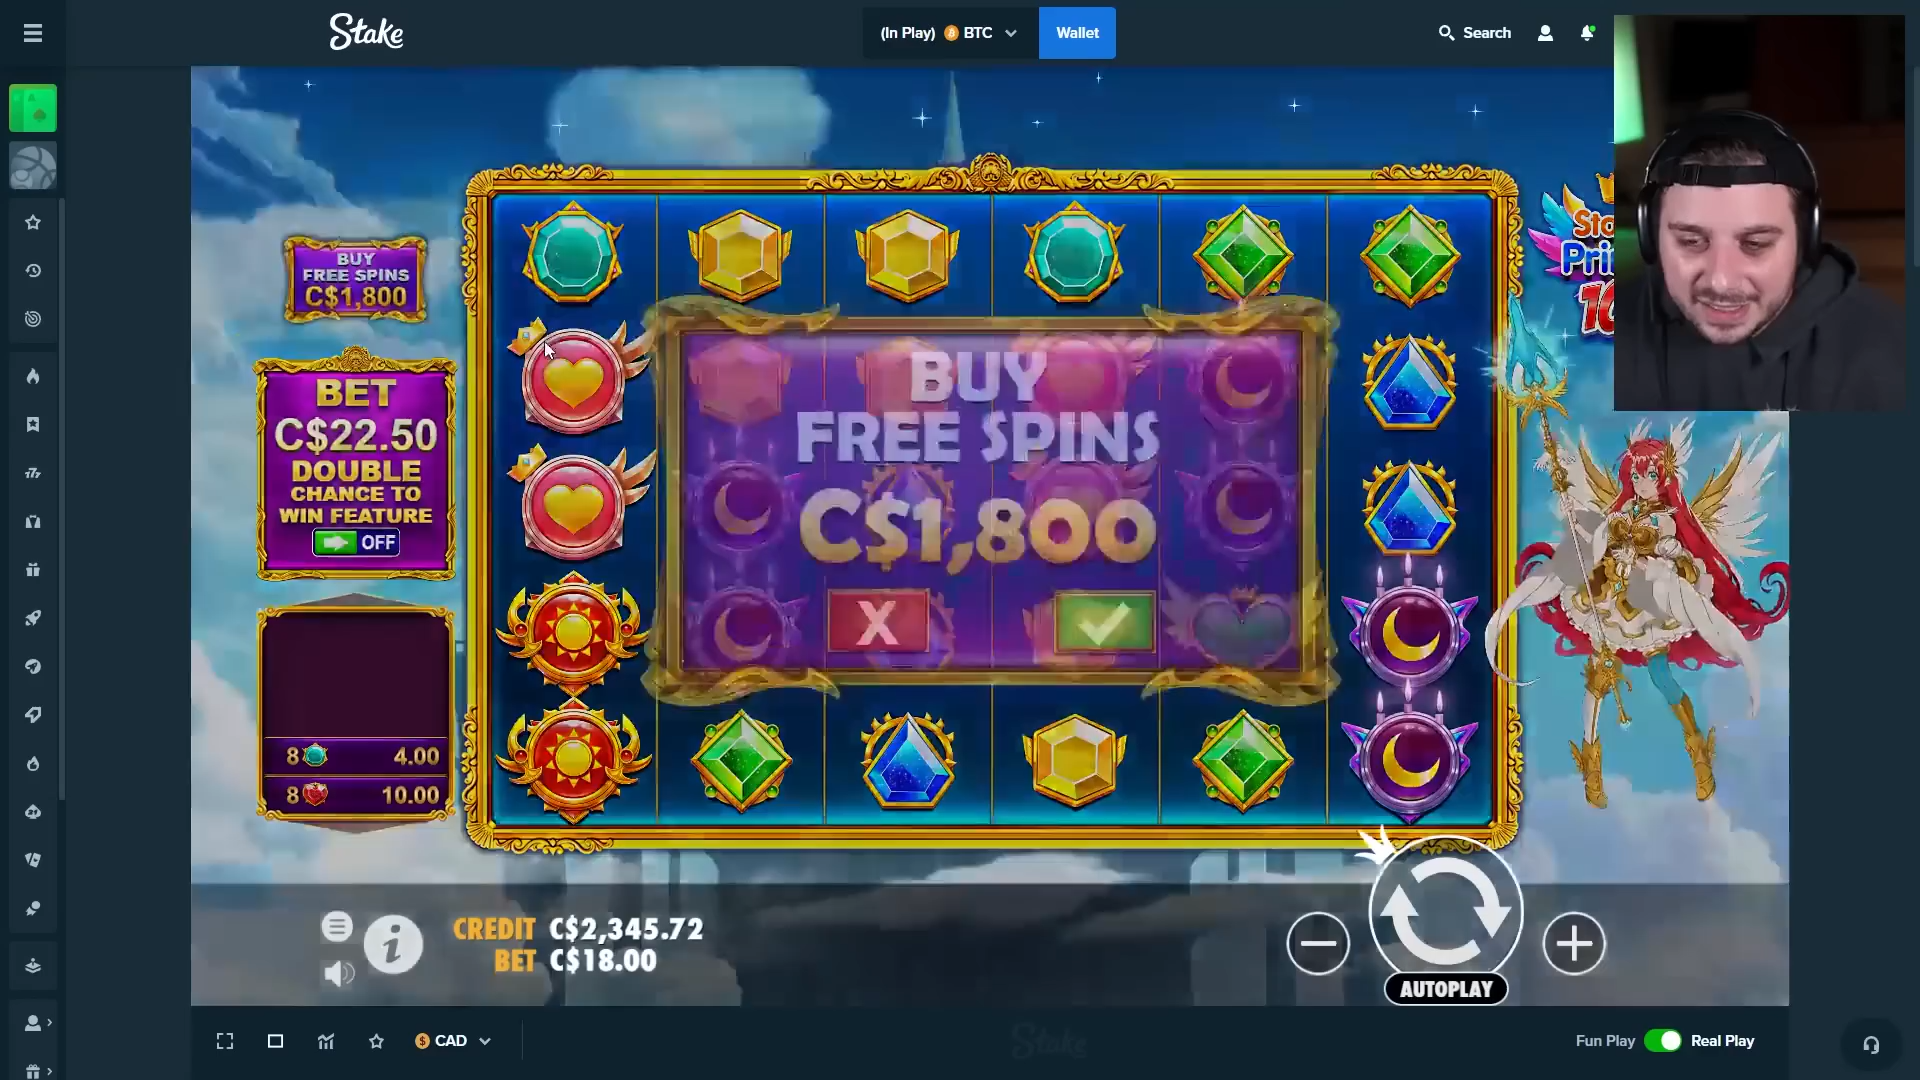 Stake
(In Play) BTC
Wallet
Search
BUY
FREE SPINS
C$1,800
BET
C$22.50
DOUBLE
CHANCE TO
WIN FEATURE
OFF
8 4.00
8 10.00
BUY
FREE SPINS
C$1,800
X
CREDIT C$2,345.72
BET C$18.00
AUTOPLAY
CAD
Stake
Fun Play Real Play